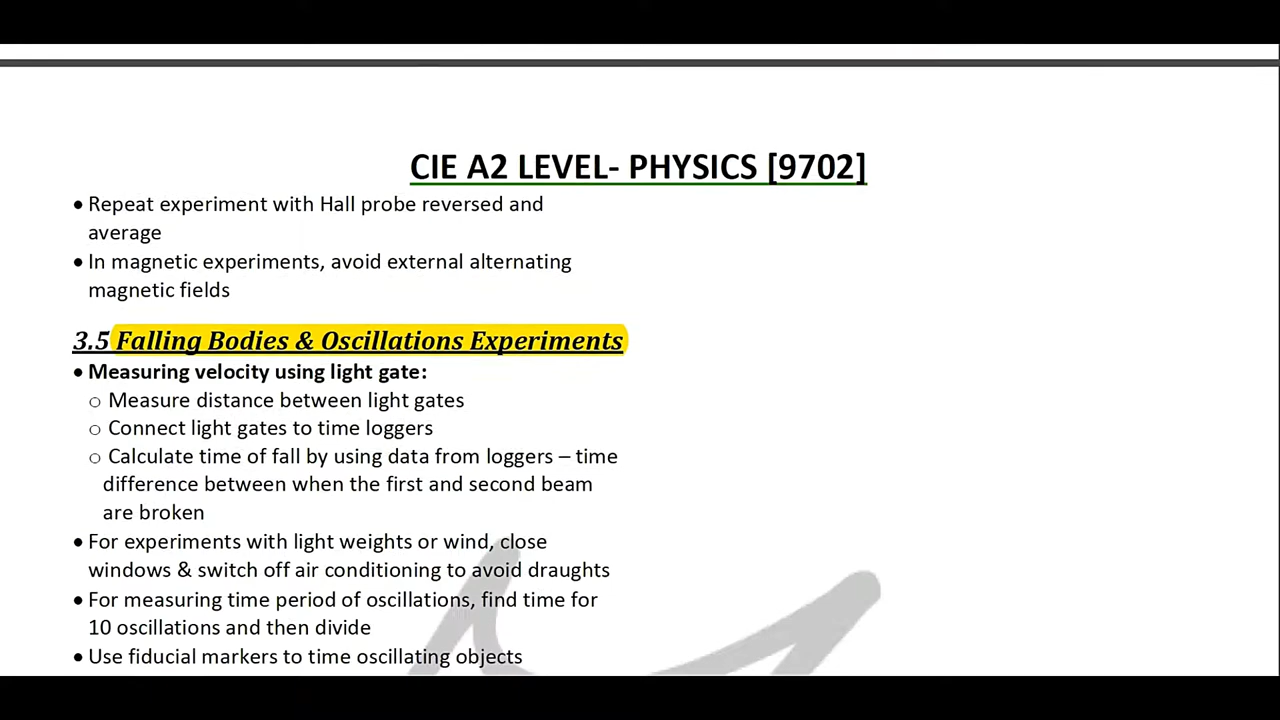 CIE A2 LEVEL- PHYSICS [9702]
• Repeat experiment with Hall probe reversed and
average
• In magnetic experiments, avoid external alternating
magnetic fields
3.5 Falling Bodies & Oscillations Experiments
• Measuring velocity using light gate:
o Measure distance between light gates
o Connect light gates to time loggers
o Calculate time of fall by using data from loggers – time
difference between when the first and second beam
are broken
• For experiments with light weights or wind, close
windows & switch off air conditioning to avoid draughts
• For measuring time period of oscillations, find time for
10 oscillations and then divide
• Use fiducial markers to time oscillating objects